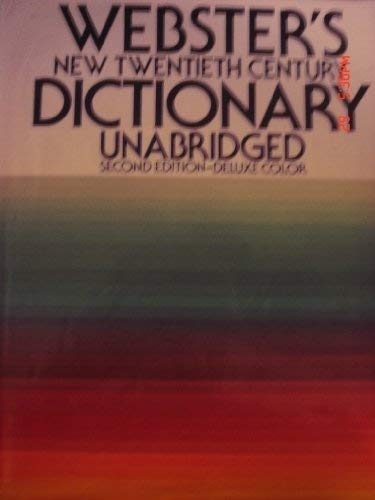 WEBSTER'S
NEW TWENTIETH CENTURY
DICTIONARY
UNABRIDGED
SECOND EDITION—DELUXE COLOR